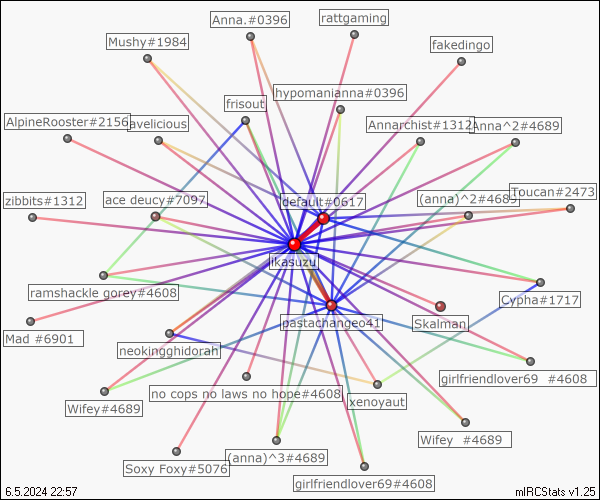 Anna.#0396
rattgaming
Mushy#1984
fakedingo
hypomanianna#0396
frisout
AlpineRooster#2156
avelicious
Annarchist#1312
Anna^2#4689
zibbits#1312
ace deucy#7097
default#0617
(anna)^2#4689
Toucan#2473
ikasuzu
ramshackle gorey#4608
Cypha#1717
Mad #6901
pastachangeo41
Skalman
neokingghidorah
girlfriendlover69 #4608
Wifey#4689
no cops no laws no hope#4608
xenoyaut
Wifey #4689
Soxy Foxy#5076
(anna)^3#4689
girlfriendlover69#4608
6.5.2024 22:57
mIRCStats v1.25